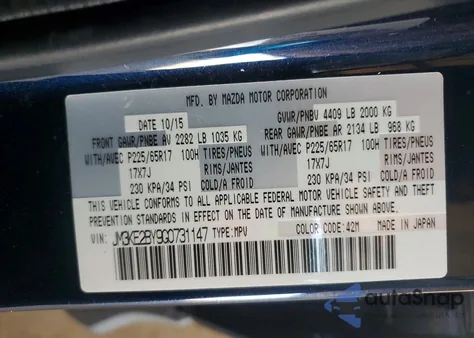 MFD. BY MAZDA MOTOR CORPORATION
DATE 10/15 GVWR/PNBV 4409 LB 2000 KG
FRONT GAWR/PNBE AV 2282 LB 1035 KG REAR GAWR/PNBE AR 2134 LB 968 KG
WITH/AVEC P225/65R17 100H TIRES/PNEUS WITH/AVEC P225/65R17 100H TIRES/PNEUS
17X7J RIMS/JANTES 17X7J RIMS/JANTES
230 KPA/34 PSI COLD/A FROID 230 KPA/34 PSI COLD/A FROID
THIS VEHICLE CONFORMS TO ALL APPLICABLE FEDERAL MOTOR VEHICLE SAFETY AND THEFT
PREVENTION STANDARDS IN EFFECT ON THE DATE OF MANUFACTURE SHOWN ABOVE.
VIN: JM3KE2BY9G0731147 TYPE: MPV COLOR CODE: 42M MADE IN JAPAN
autoSnap